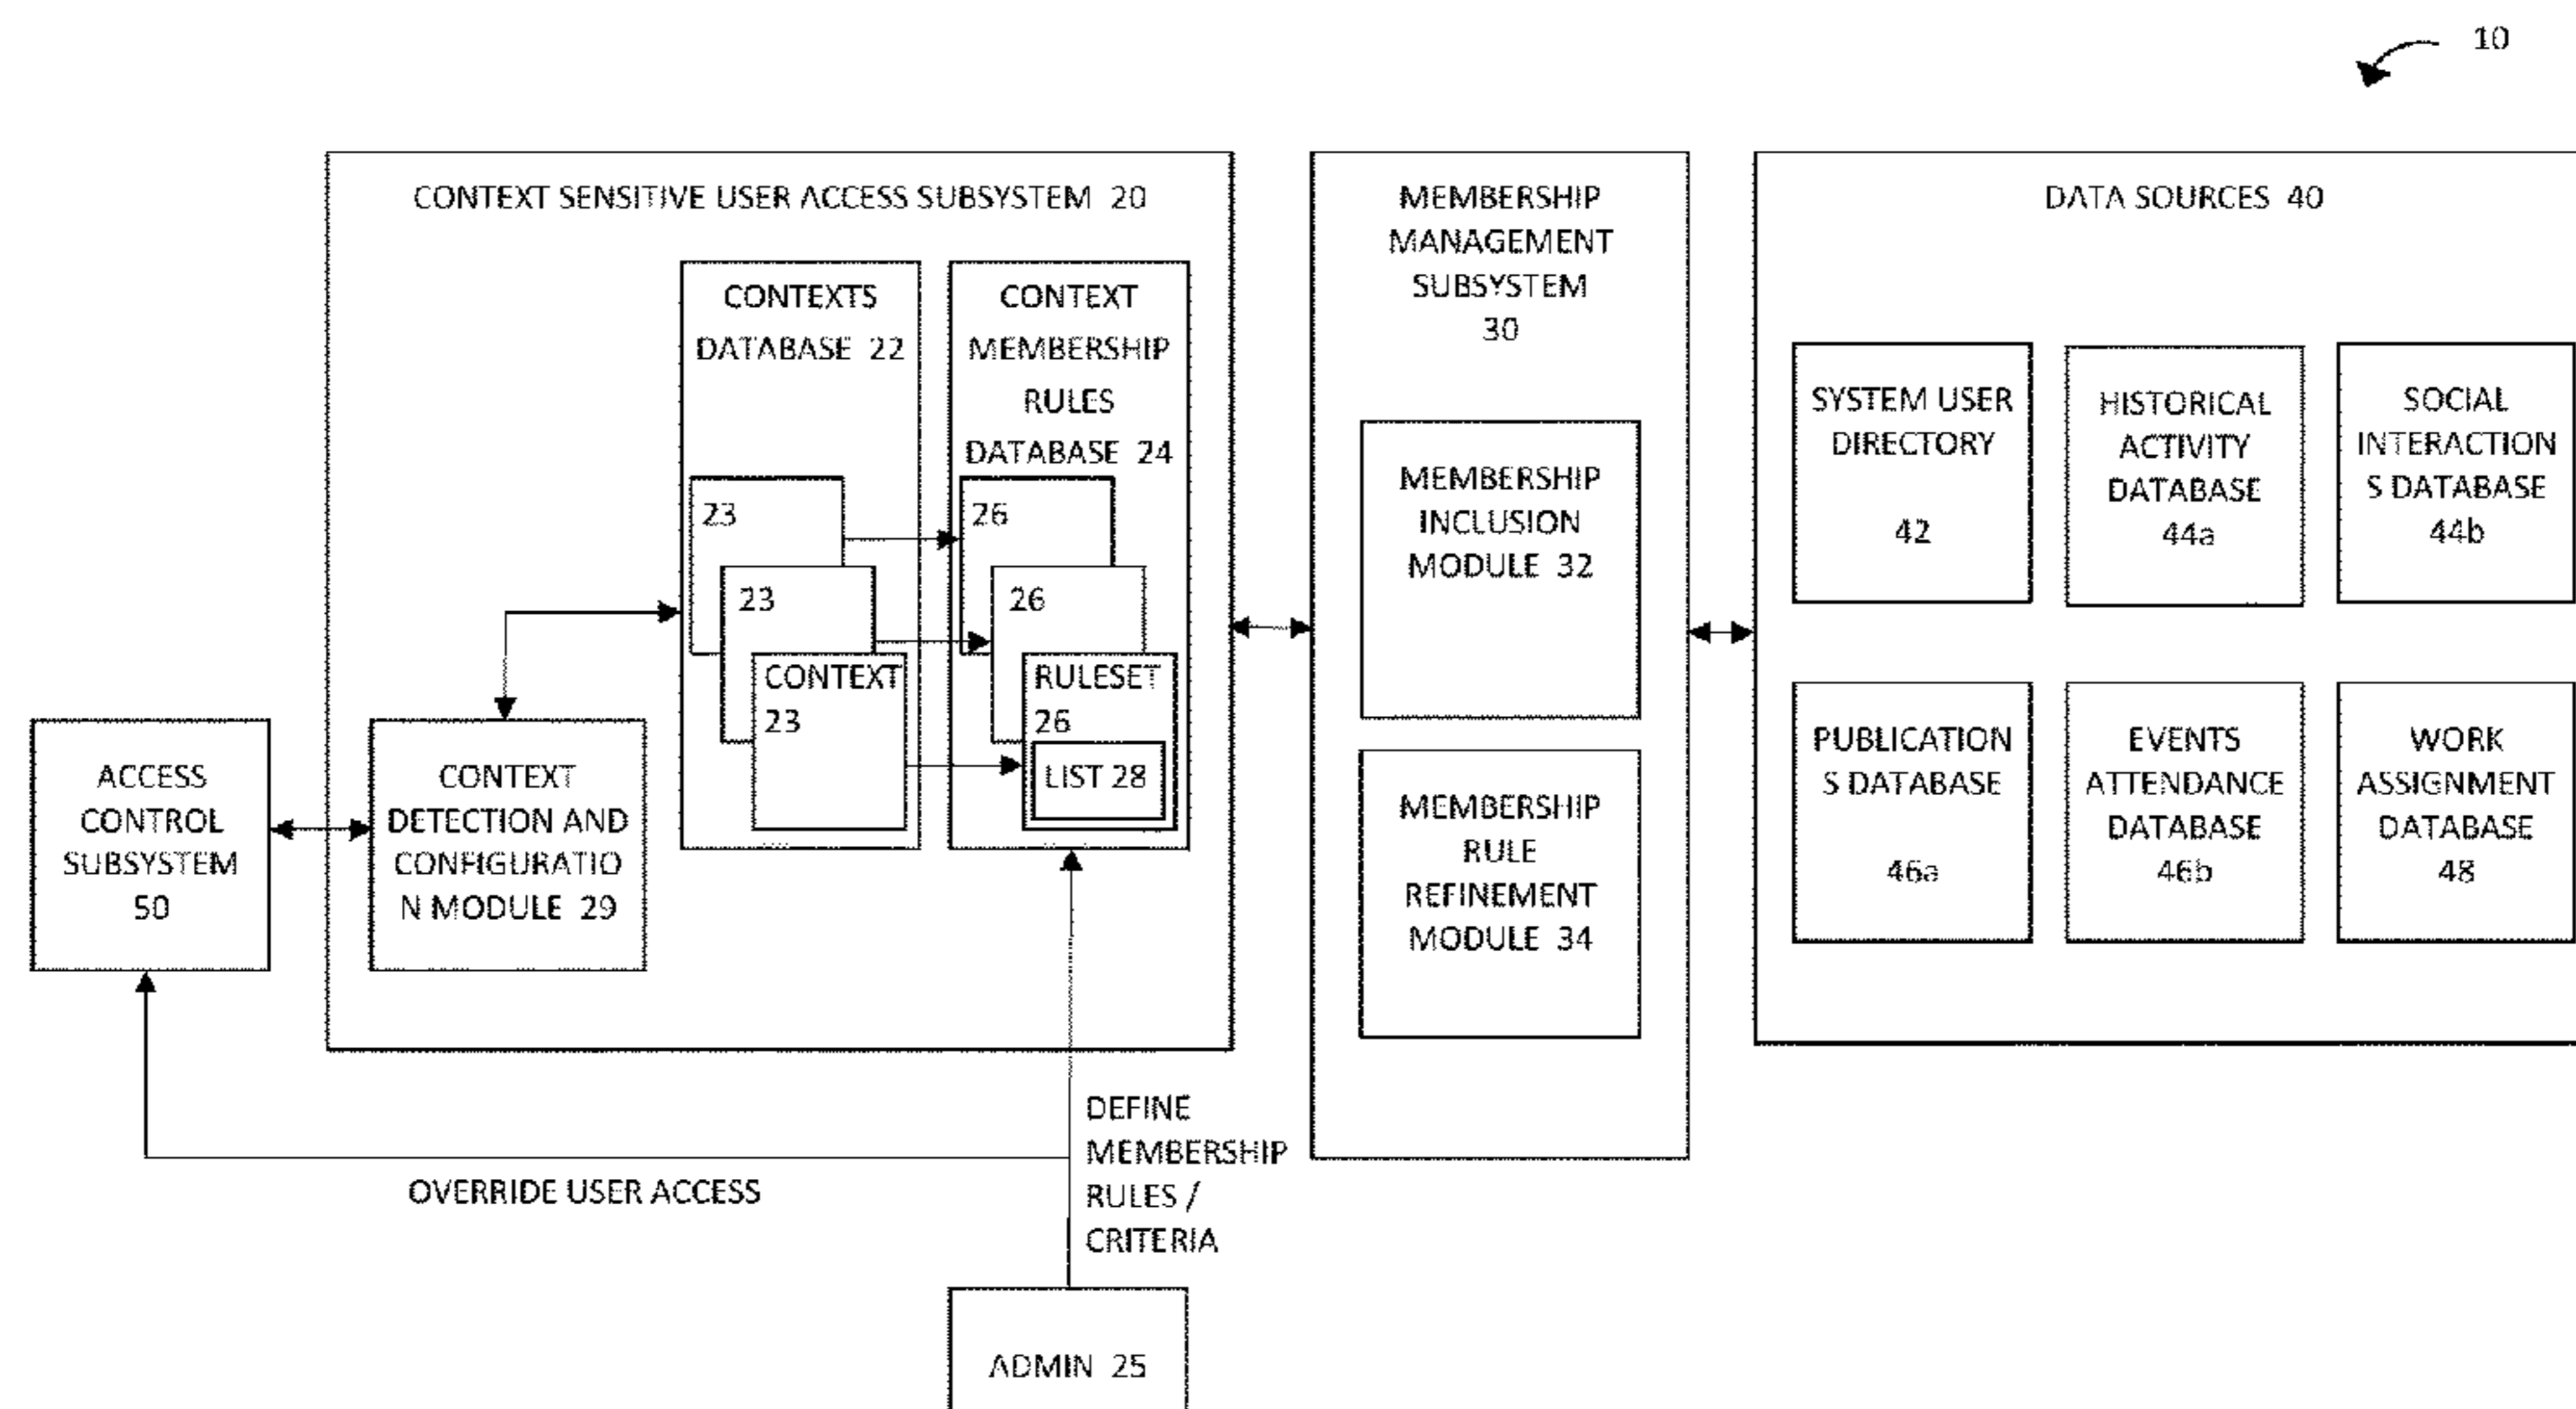 10
CONTEXT SENSITIVE USER ACCESS SUBSYSTEM 20
CONTEXTS
DATABASE 22
23
23
CONTEXT
23
CONTEXT
MEMBERSHIP
RULES
DATABASE 24
26
26
RULESET
26
LIST 28
ACCESS
CONTROL
SUBSYSTEM
50
CONTEXT
DETECTION AND
CONFIGURATIO
N MODULE 29
MEMBERSHIP
MANAGEMENT
SUBSYSTEM
30
MEMBERSHIP
INCLUSION
MODULE 32
MEMBERSHIP
RULE
REFINEMENT
MODULE 34
DATA SOURCES 40
SYSTEM USER
DIRECTORY
42
HISTORICAL
ACTIVITY
DATABASE
44a
SOCIAL
INTERACTION
S DATABASE
44b
PUBLICATION
S DATABASE
46a
EVENTS
ATTENDANCE
DATABASE
46b
WORK
ASSIGNMENT
DATABASE
48
OVERRIDE USER ACCESS
DEFINE
MEMBERSHIP
RULES /
CRITERIA
ADMIN 25